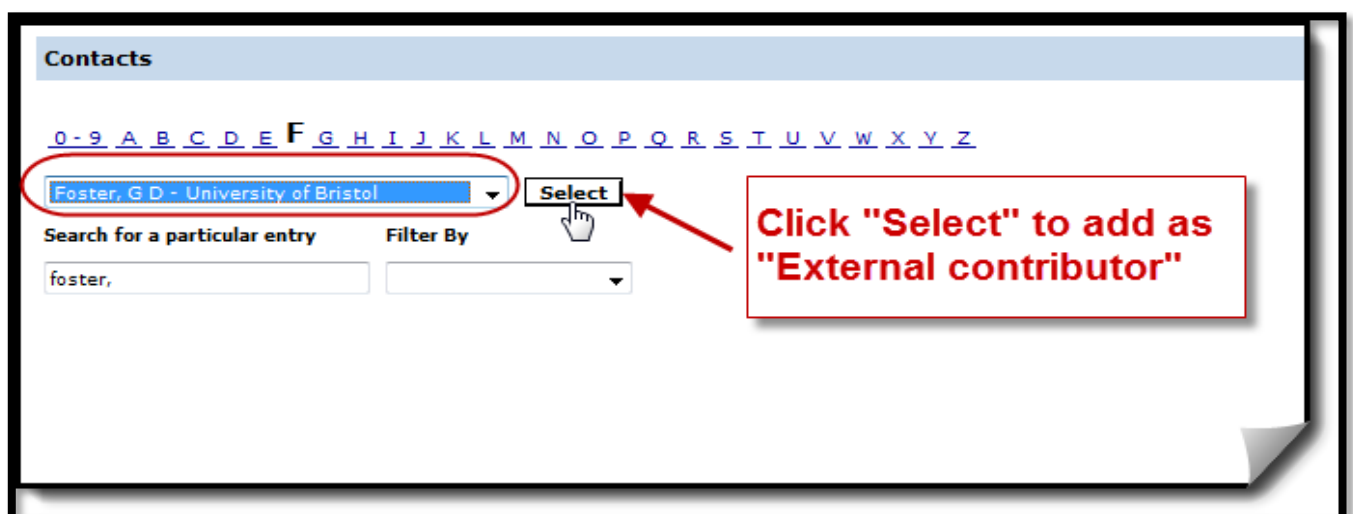 Contacts
0 - 9 A B C D E F G H I J K L M N O P Q R S T U V W X Y Z
Foster, G D - University of Bristol Select
Click "Select" to add as
"External contributor"
Search for a particular entry Filter By
foster,